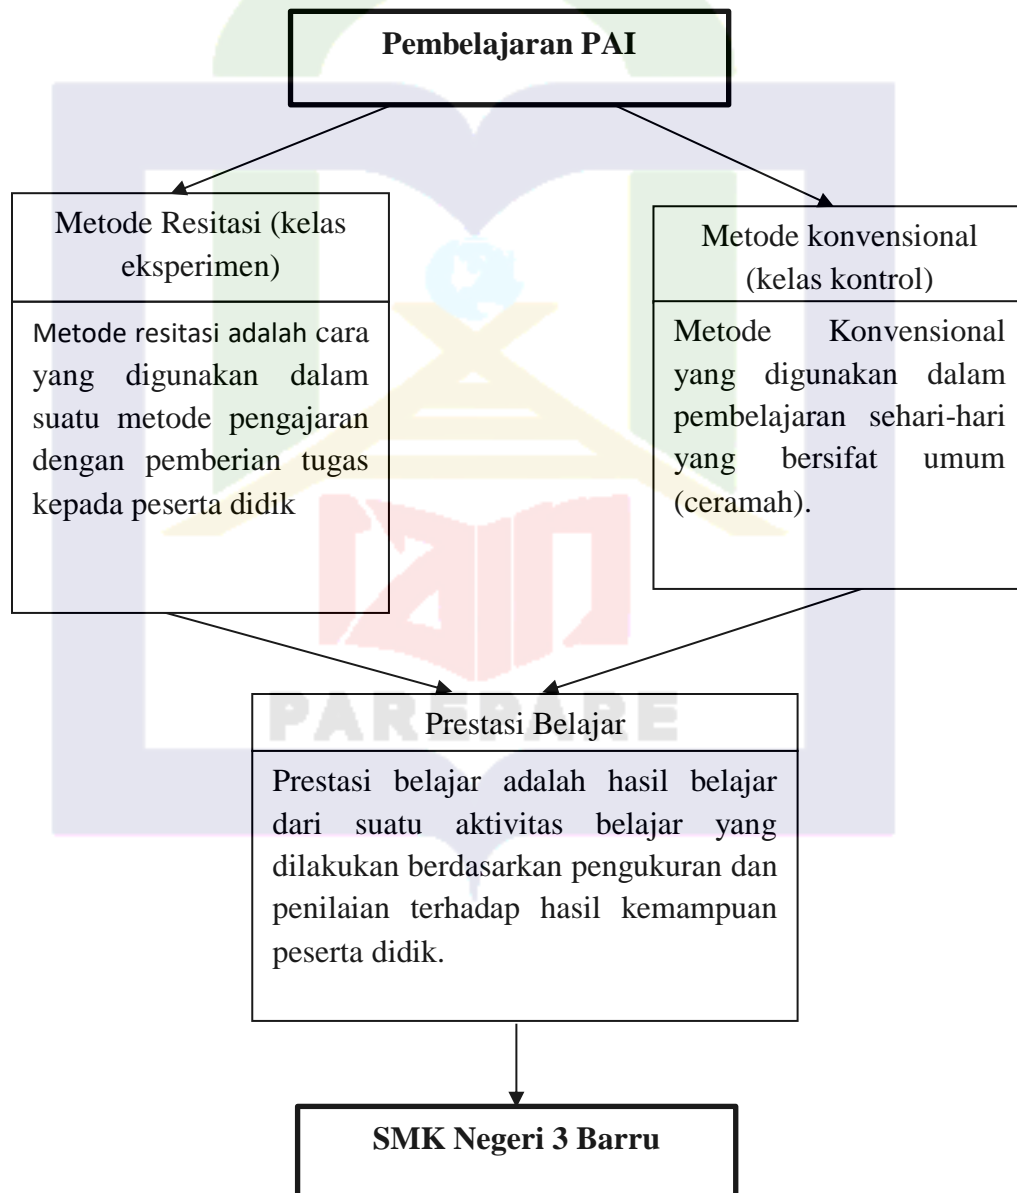 Pembelajaran PAI
Metode Resitasi (kelas
eksperimen)
Metode resitasi adalah cara
yang digunakan dalam
suatu metode pengajaran
dengan pemberian tugas
kepada peserta didik
Metode konvensional
(kelas kontrol)
Metode Konvensional
yang digunakan dalam
pembelajaran sehari-hari
yang bersifat umum
(ceramah).
PAREPARE
Prestasi Belajar
Prestasi belajar adalah hasil belajar
dari suatu aktivitas belajar yang
dilakukan berdasarkan pengukuran dan
penilaian terhadap hasil kemampuan
peserta didik.
SMK Negeri 3 Barru